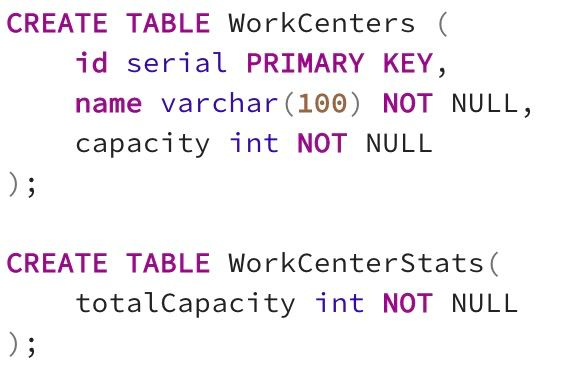 CREATE TABLE WorkCenters (
    id serial PRIMARY KEY,
    name varchar(100) NOT NULL,
    capacity int NOT NULL
);

CREATE TABLE WorkCenterStats(
    totalCapacity int NOT NULL
);